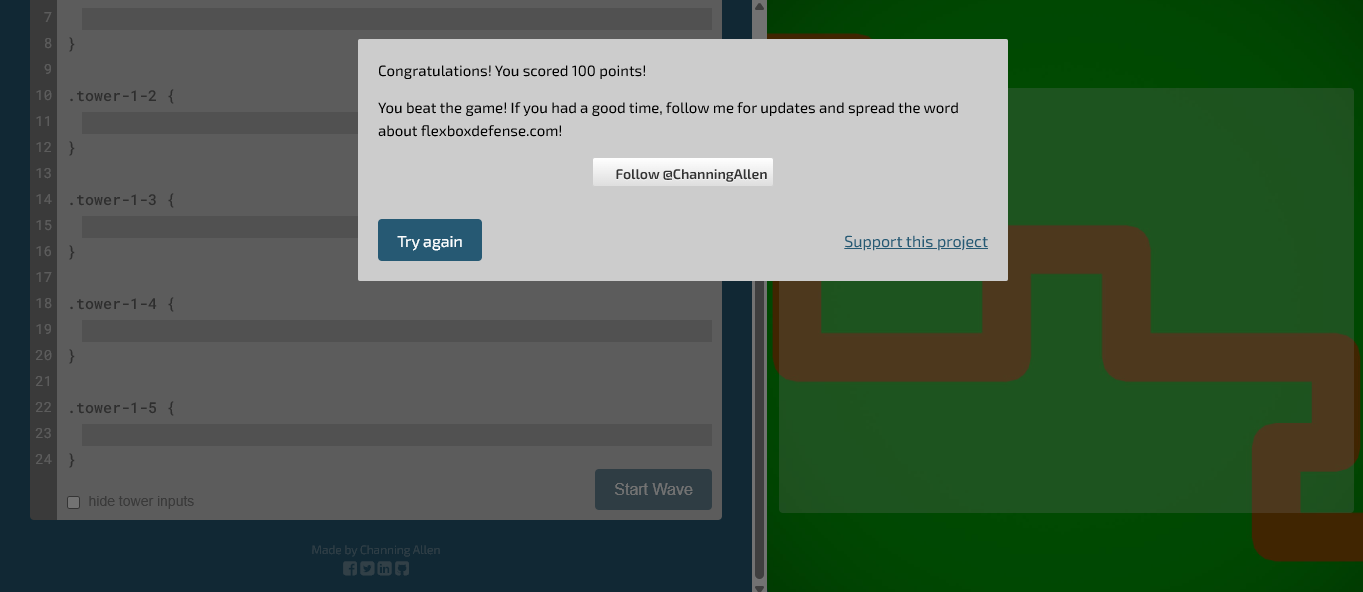 7
8 }
9
10 .tower-1-2 {
11
12 }
13
14 .tower-1-3 {
15
16 }
17
18 .tower-1-4 {
19
20 }
21
22 .tower-1-5 {
23
24 }
hide tower inputs
Start Wave
Made by Channing Allen
Congratulations! You scored 100 points!
You beat the game! If you had a good time, follow me for updates and spread the word
about flexboxdefense.com!
Follow @ChanningAllen
Try again
Support this project